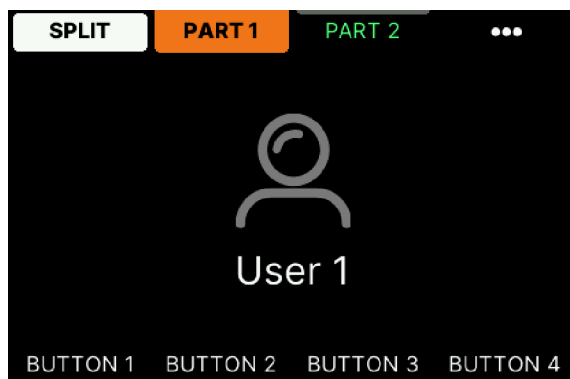 SPLIT PART 1 PART 2 •••
User 1
BUTTON 1 BUTTON 2 BUTTON 3 BUTTON 4